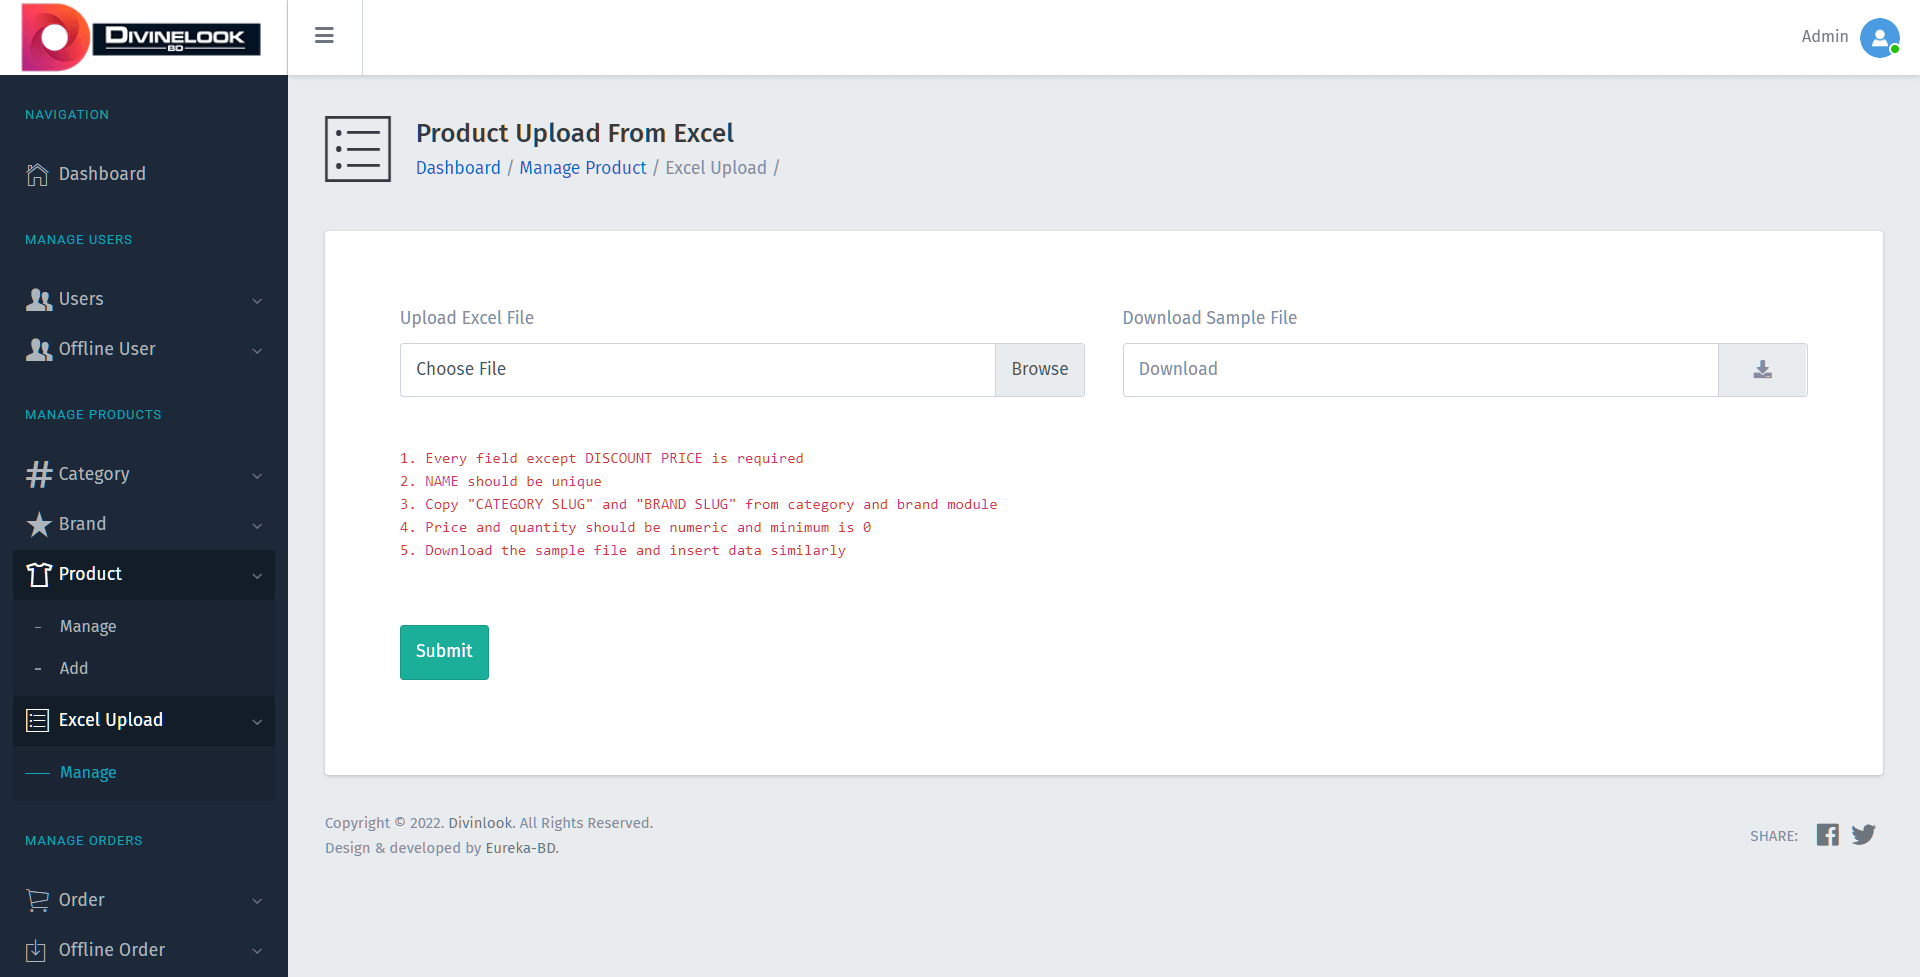 DIVINELOOK
BD
Admin
NAVIGATION
Dashboard
MANAGE USERS
Users
Offline User
MANAGE PRODUCTS
Category
Brand
Product
- Manage
- Add
Excel Upload
Manage
MANAGE ORDERS
Order
Offline Order
Product Upload From Excel
Dashboard / Manage Product / Excel Upload /
Upload Excel File
Choose File
Browse
Download Sample File
Download
1. Every field except DISCOUNT PRICE is required
2. NAME should be unique
3. Copy "CATEGORY SLUG" and "BRAND SLUG" from category and brand module
4. Price and quantity should be numeric and minimum is 0
5. Download the sample file and insert data similarly
Submit
Copyright © 2022. Divinlook. All Rights Reserved.
Design & developed by Eureka-BD.
SHARE: